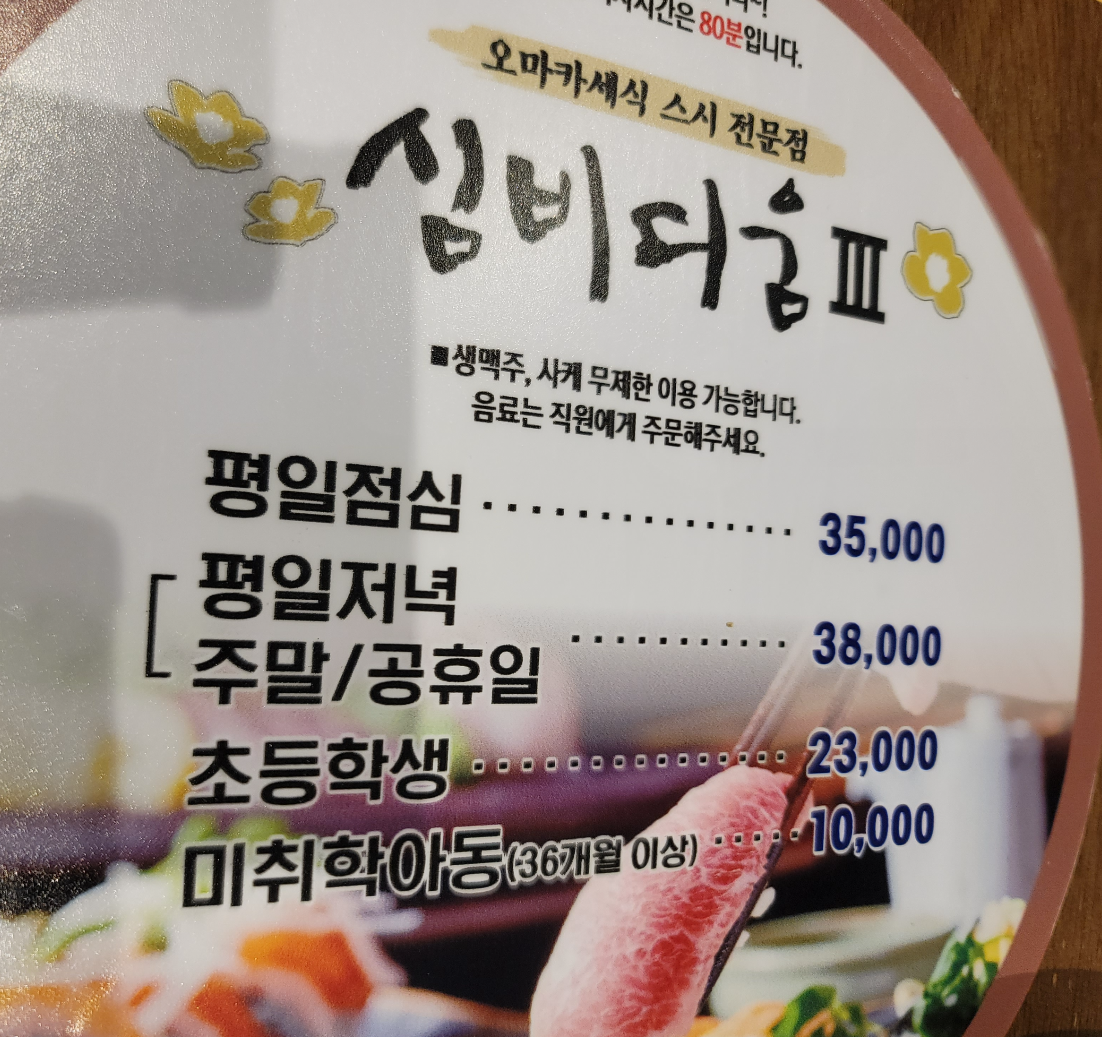 80분입니다.
오마카세식 스시 전문점
심비디움 Ⅲ
■ 생맥주, 사케 무제한 이용 가능합니다.
음료는 직원에게 주문해주세요.
평일점심 ··············· 35,000
평일저녁
주말/공휴일 ··········· 38,000
초등학생 ··············· 23,000
미취학아동(36개월 이상) ····· 10,000